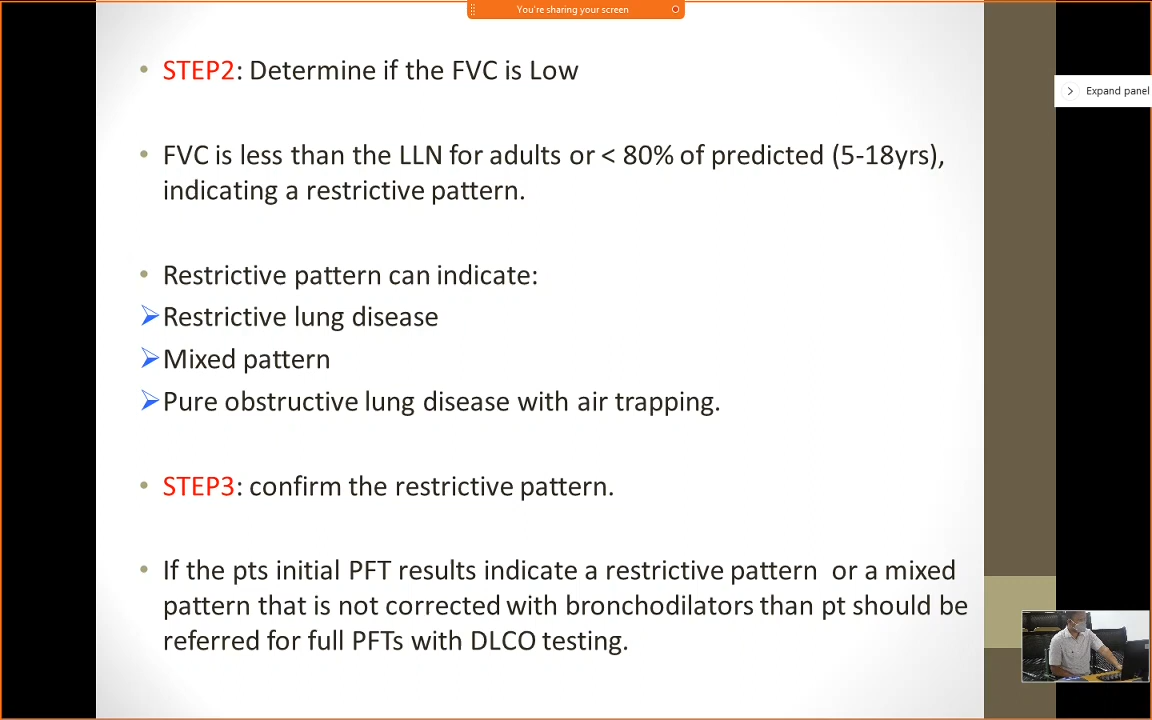 You're sharing your screen
Expand panel
STEP2: Determine if the FVC is Low
FVC is less than the LLN for adults or < 80% of predicted (5-18yrs),
indicating a restrictive pattern.
Restrictive pattern can indicate:
Restrictive lung disease
Mixed pattern
Pure obstructive lung disease with air trapping.
STEP3: confirm the restrictive pattern.
If the pts initial PFT results indicate a restrictive pattern or a mixed
pattern that is not corrected with bronchodilators than pt should be
referred for full PFTs with DLCO testing.